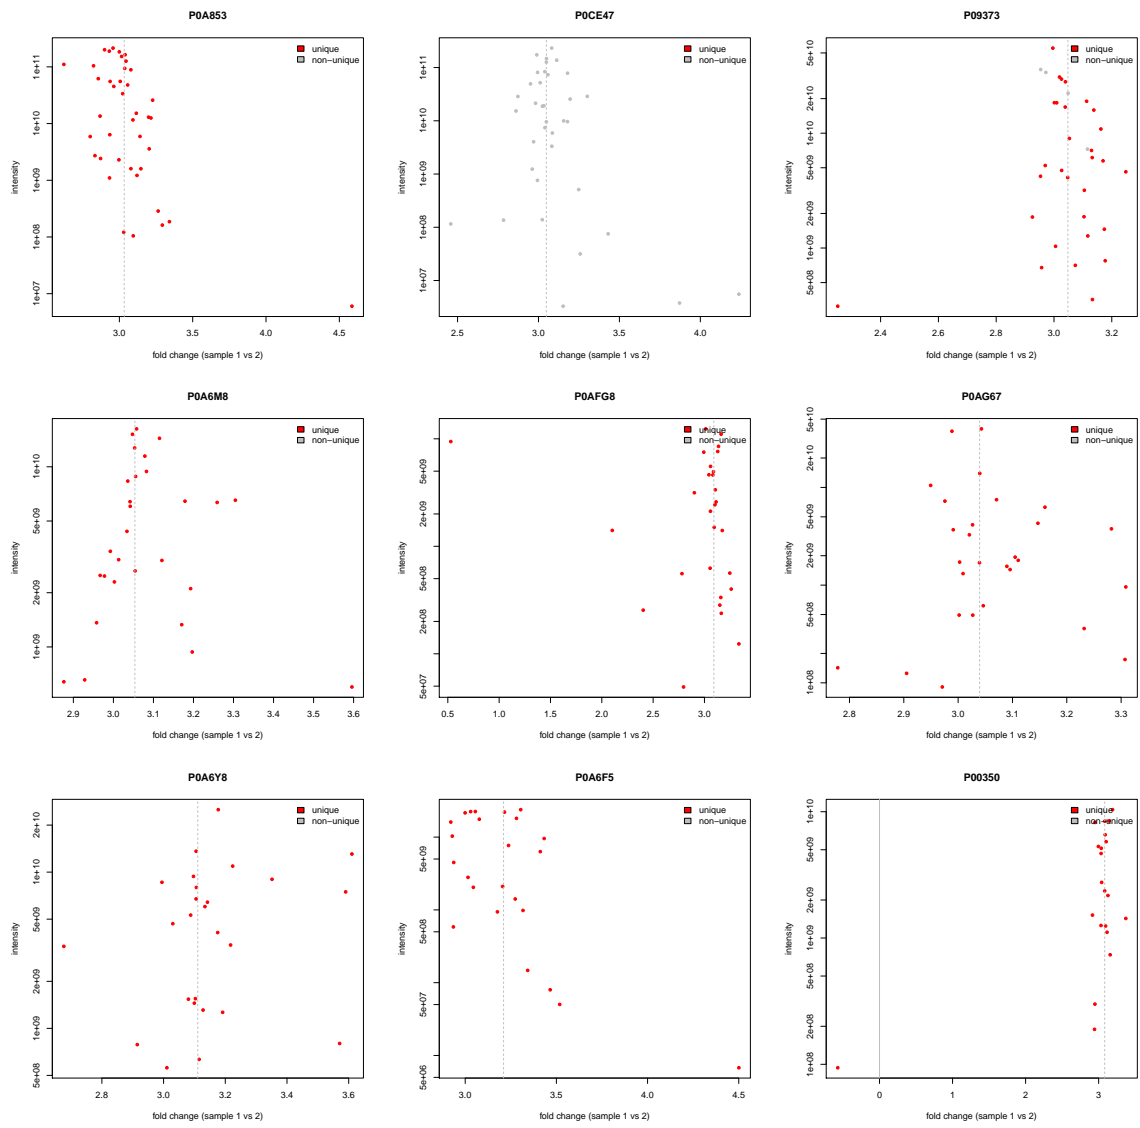 P0A853
unique
non−unique
intensity
1e+11
1e+10
1e+09
1e+08
1e+07
3.0 3.5 4.0 4.5
fold change (sample 1 vs 2)
P0CE47
unique
non−unique
intensity
1e+11
1e+10
1e+09
1e+08
1e+07
2.5 3.0 3.5 4.0
fold change (sample 1 vs 2)
P09373
unique
non−unique
intensity
5e+10
2e+10
5e+09
2e+09
1e+09
5e+08
2.4 2.6 2.8 3.0 3.2
fold change (sample 1 vs 2)
P0A6M8
unique
non−unique
intensity
1e+10
5e+09
2e+09
1e+09
2.9 3.0 3.1 3.2 3.3 3.4 3.5 3.6
fold change (sample 1 vs 2)
P0AFG8
unique
non−unique
intensity
5e+09
2e+09
5e+08
2e+08
5e+07
0.5 1.0 1.5 2.0 2.5 3.0
fold change (sample 1 vs 2)
P0AG67
unique
non−unique
intensity
5e+10
2e+10
5e+09
2e+09
5e+08
1e+08
2.8 2.9 3.0 3.1 3.2 3.3
fold change (sample 1 vs 2)
P0A6Y8
unique
non−unique
intensity
2e+10
1e+10
5e+09
2e+09
1e+09
5e+08
2.8 3.0 3.2 3.4 3.6
fold change (sample 1 vs 2)
P0A6F5
unique
non−unique
intensity
5e+09
5e+08
5e+07
5e+06
3.0 3.5 4.0 4.5
fold change (sample 1 vs 2)
P00350
unique
non−unique
intensity
1e+10
5e+09
2e+09
1e+09
5e+08
2e+08
1e+08
0 1 2 3
fold change (sample 1 vs 2)